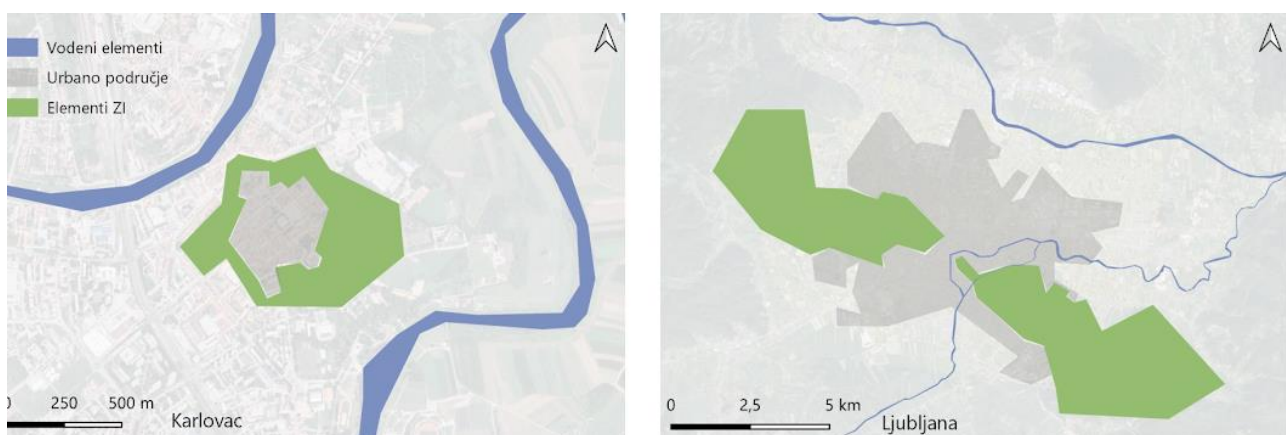 Vodeni elementi
Urbano područje
Elementi ZI
0 250 500 m
Karlovac
0 2,5 5 km
Ljubljana